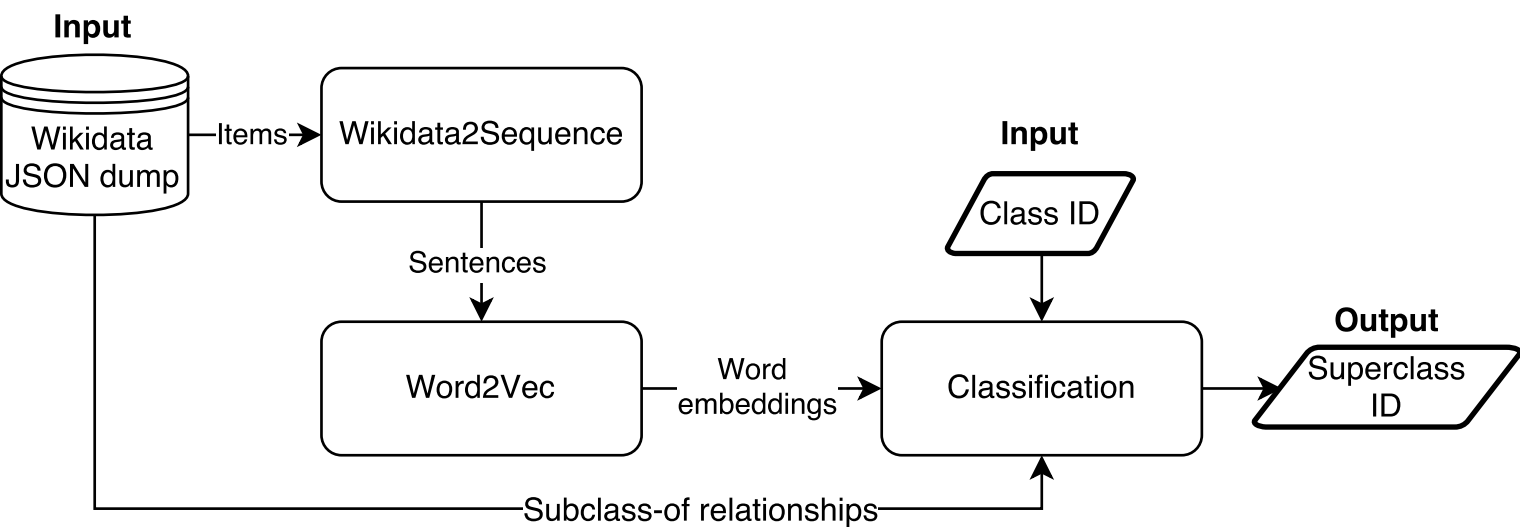 Input
Wikidata
JSON dump
Items
Wikidata2Sequence
Input
Class ID
Sentences
Output
Superclass
ID
Word2Vec
Word
embeddings
Classification
Subclass-of relationships